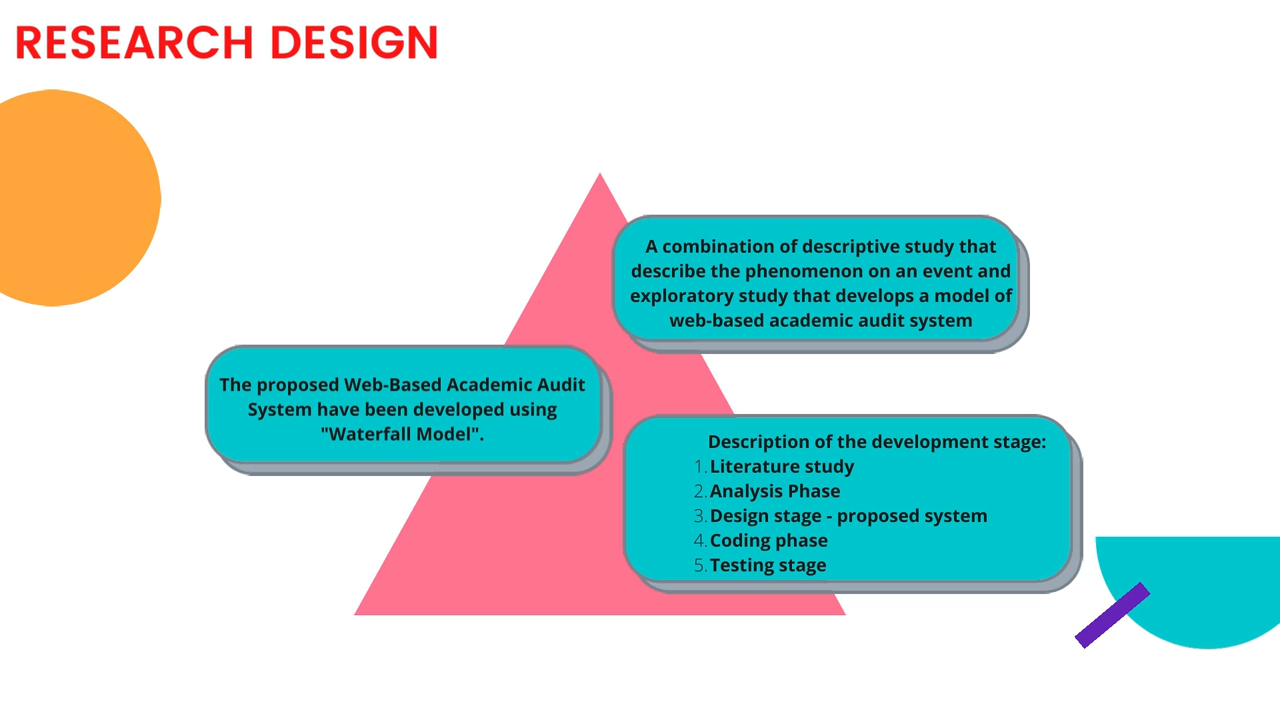 RESEARCH DESIGN
A combination of descriptive study that
describe the phenomenon on an event and
exploratory study that develops a model of
web-based academic audit system
The proposed Web-Based Academic Audit
System have been developed using
"Waterfall Model".
Description of the development stage:
1. Literature study
2. Analysis Phase
3. Design stage - proposed system
4. Coding phase
5. Testing stage